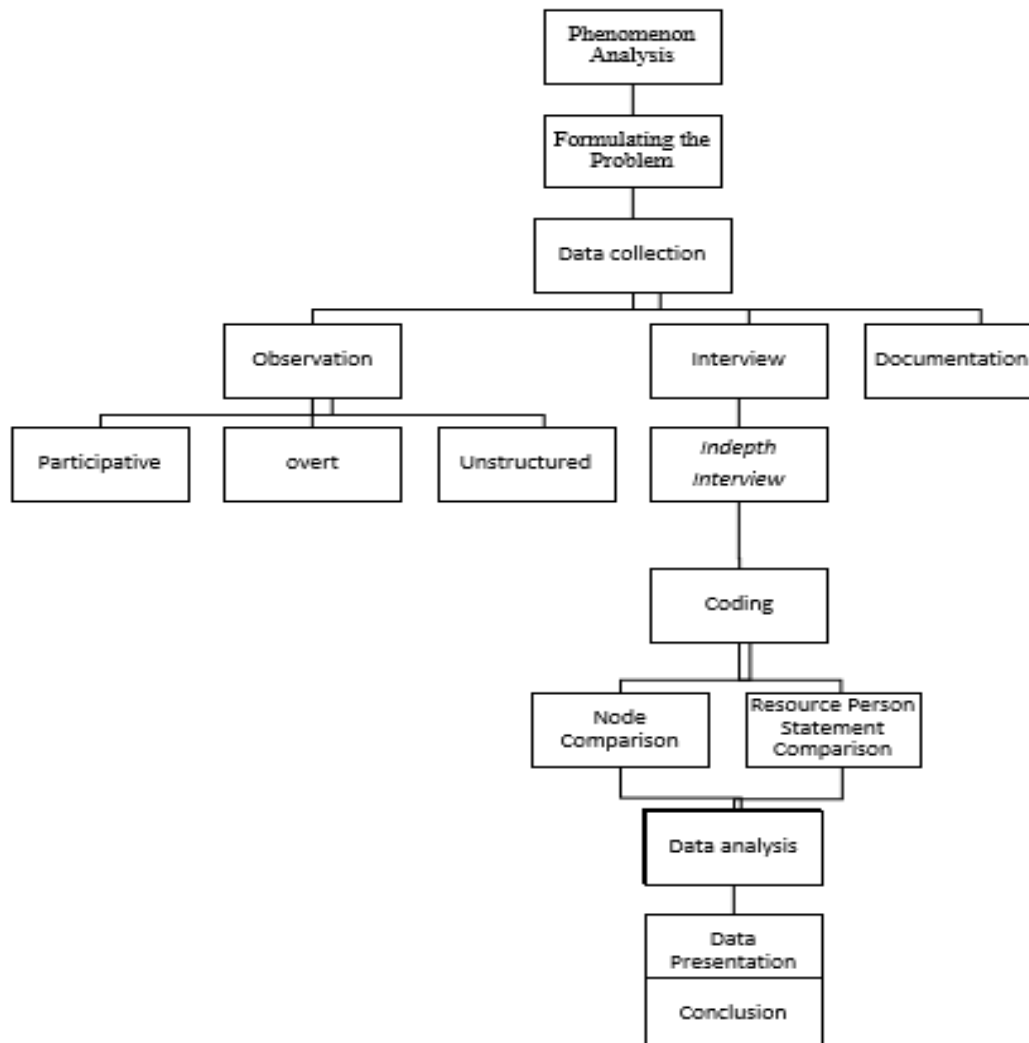 Phenomenon
Analysis
Formulating the
Problem
Data collection
Observation
Interview
Documentation
Participative
overt
Unstructured
Indepth
Interview
Coding
Node
Comparison
Resource Person
Statement
Comparison
Data analysis
Data
Presentation
Conclusion